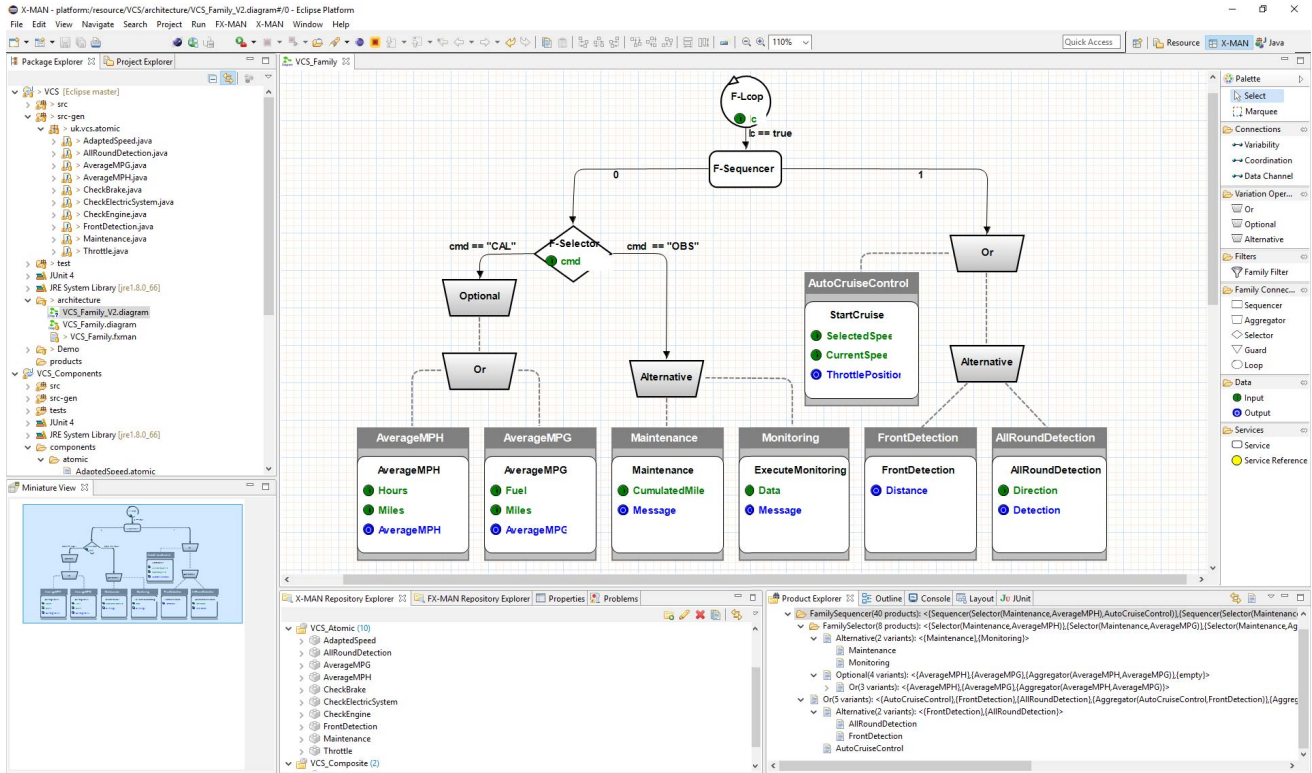 X-MAN - platform:/resource/VCS/architecture/VCS_Family_V2.diagram#/0 - Eclipse Platform
File Edit View Navigate Search Project Run FX-MAN X-MAN Window Help
110%
Quick Access
Resource
X-MAN
Java
Package Explorer
Project Explorer
> VCS [Eclipse master]
> src
> src-gen
> uk.vcs.atomic
> AdaptedSpeed.java
> AllRoundDetection.java
> AverageMPG.java
> AverageMPH.java
> CheckBrake.java
> CheckElectricSystem.java
> CheckEngine.java
> FrontDetection.java
> Maintenance.java
> Throttle.java
> test
JUnit 4
JRE System Library [jre1.8.0_66]
> architecture
VCS_Family_V2.diagram
VCS_Family.diagram
> VCS_Family.fxman
> Demo
products
VCS_Components
src
src-gen
tests
JUnit 4
JRE System Library [jre1.8.0_66]
components
atomic
AdaptedSpeed.atomic
Miniature View
VCS_Family
F-Loop
lc
lc == true
F-Sequencer
0
1
cmd == "CAL"
F-Selector
cmd
cmd == "OBS"
Or
Optional
AutoCruiseControl
StartCruise
SelectedSpee
CurrentSpee
ThrottlePosition
Or
Alternative
Alternative
AverageMPH
AverageMPH
Hours
Miles
AverageMPH
AverageMPG
AverageMPG
Fuel
Miles
AverageMPG
Maintenance
Maintenance
CumulatedMile
Message
Monitoring
ExecuteMonitoring
Data
Message
FrontDetection
FrontDetection
Distance
AllRoundDetection
AllRoundDetection
Direction
Detection
Palette
Select
Marquee
Connections
Variability
Coordination
Data Channel
Variation Oper...
Or
Optional
Alternative
Filters
Family Filter
Family Connec...
Sequencer
Aggregator
Selector
Guard
Loop
Data
Input
Output
Services
Service
Service Reference
X-MAN Repository Explorer
FX-MAN Repository Explorer
Properties
Problems
VCS_Atomic (10)
AdaptedSpeed
AllRoundDetection
AverageMPG
AverageMPH
CheckBrake
CheckElectricSystem
CheckEngine
FrontDetection
Maintenance
Throttle
VCS_Composite (2)
Product Explorer
Outline
Console
Layout
JUnit
FamilySequencer(40 products): <{Sequencer(Selector(Maintenance,AverageMPH),AutoCruiseControl)},{Sequencer(Selector(Maintenance
FamilySelector(8 products): <{Selector(Maintenance,AverageMPH)},{Selector(Maintenance,AverageMPG)},{Selector(Maintenance,Ag
Alternative(2 variants): <{Maintenance},{Monitoring}>
Maintenance
Monitoring
Optional(4 variants): <{AverageMPH},{AverageMPG},{Aggregator(AverageMPH,AverageMPG)},{empty}>
Or(3 variants): <{AverageMPH},{AverageMPG},{Aggregator(AverageMPH,AverageMPG)}>
Or(5 variants): <{AutoCruiseControl},{FrontDetection},{AllRoundDetection},{Aggregator(AutoCruiseControl,FrontDetection)},{Aggreg
Alternative(2 variants): <{FrontDetection},{AllRoundDetection}>
AllRoundDetection
FrontDetection
AutoCruiseControl